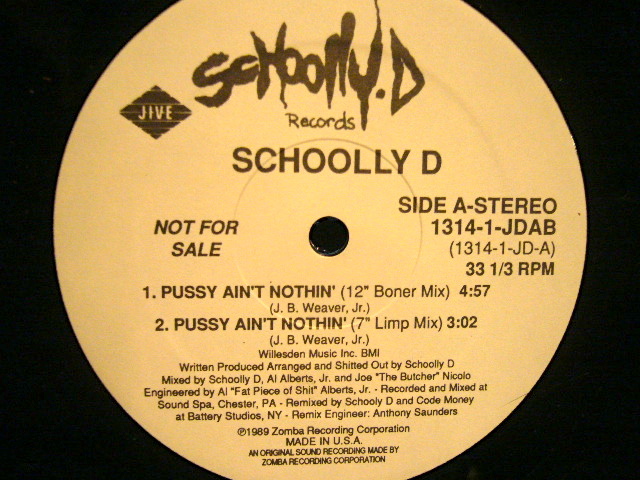 Schoolly.D
JIVE
Records
SCHOOLLY D
SIDE A-STEREO
NOT FOR
SALE
1314-1-JDAB
(1314-1-JD-A)
33 1/3 RPM
1. PUSSY AIN'T NOTHIN' (12" Boner Mix) 4:57
(J. B. Weaver, Jr.)
2. PUSSY AIN'T NOTHIN' (7" Limp Mix) 3:02
(J. B. Weaver, Jr.)
Willesden Music Inc. BMI
Written Produced Arranged and Shitted Out by Schoolly D
Mixed by Schoolly D, Al Alberts, Jr. and Joe "The Butcher" Nicolo
Engineered by Al "Fat Piece of Shit" Alberts, Jr. - Recorded and Mixed at
Sound Spa, Chester, PA - Remixed by Schooly D and Code Money
at Battery Studios, NY - Remix Engineer: Anthony Saunders
℗1989 Zomba Recording Corporation
MADE IN U.S.A.
AN ORIGINAL SOUND RECORDING MADE BY
ZOMBA RECORDING CORPORATION